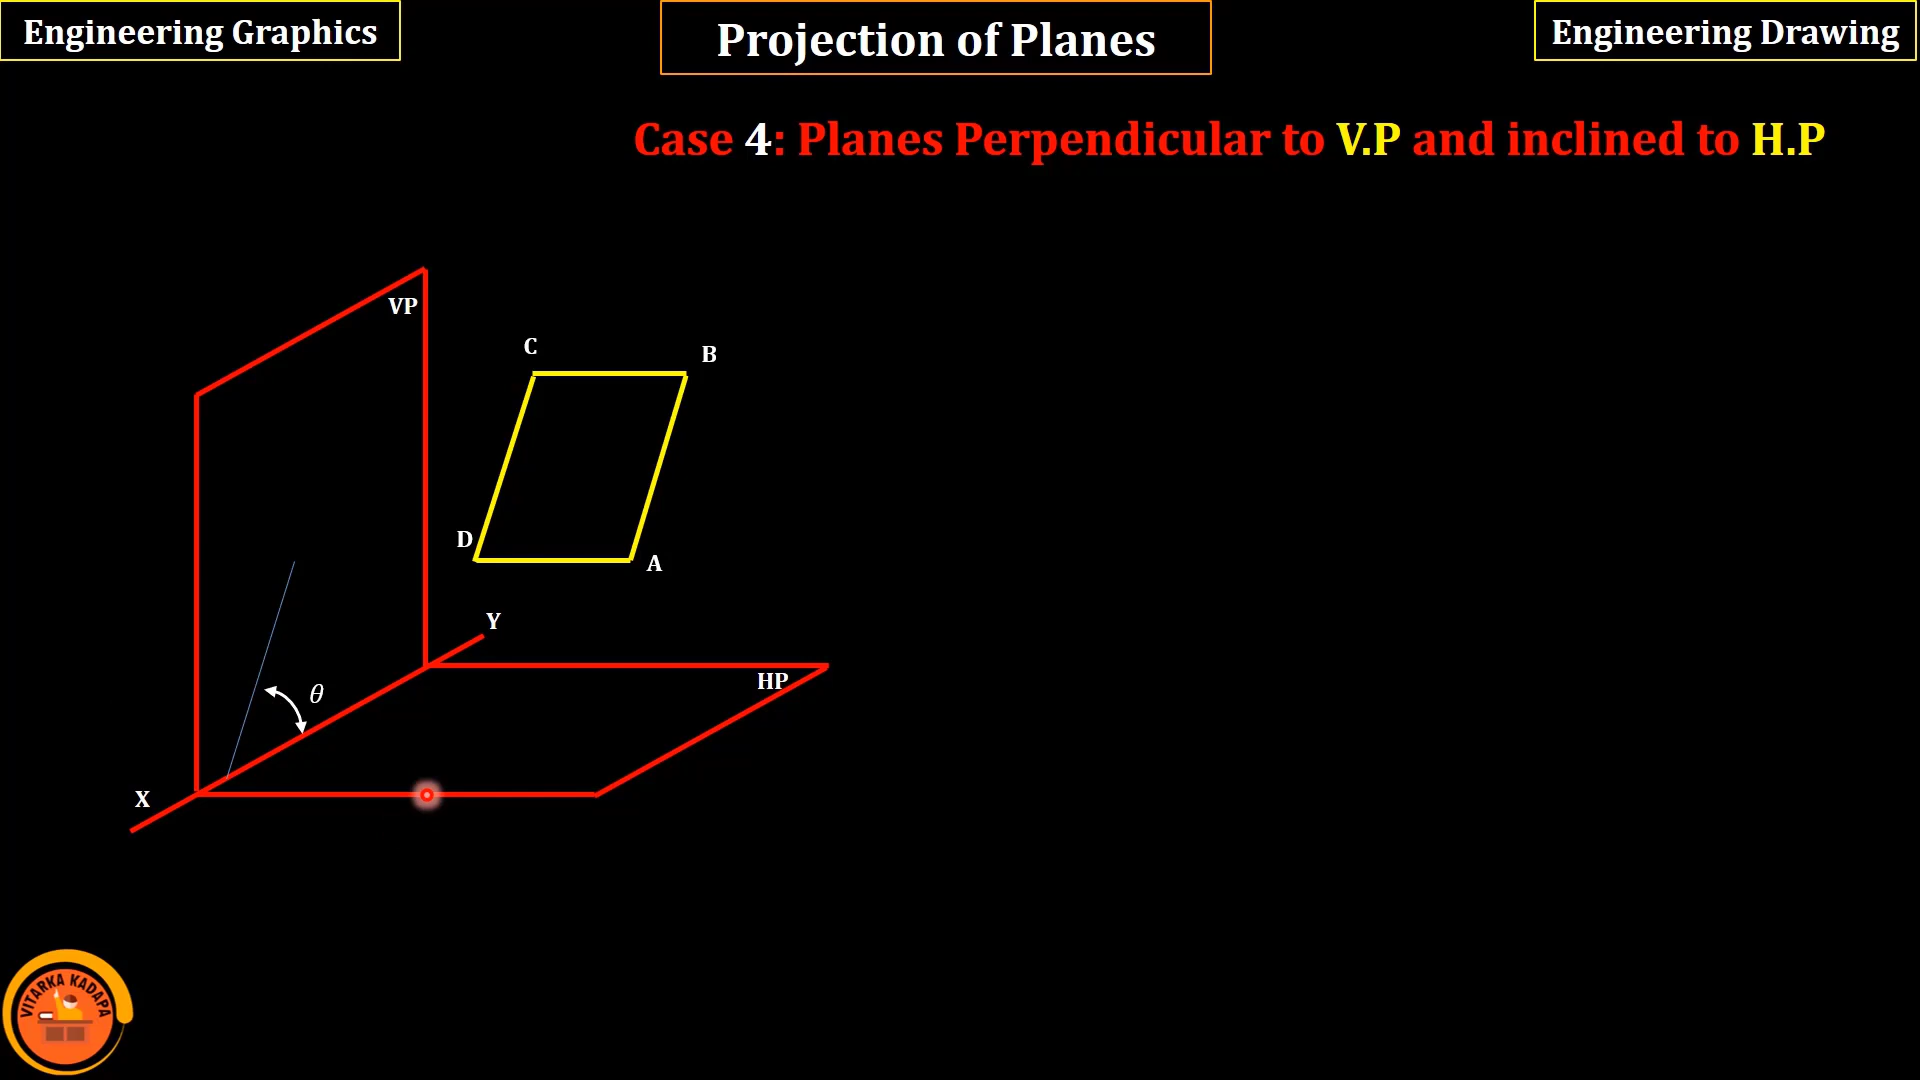 Engineering Graphics
Projection of Planes
Engineering Drawing
Case 4: Planes Perpendicular to V.P and inclined to H.P
VP
C
B
D
A
Y
HP
θ
X
VITARKA KADAPA